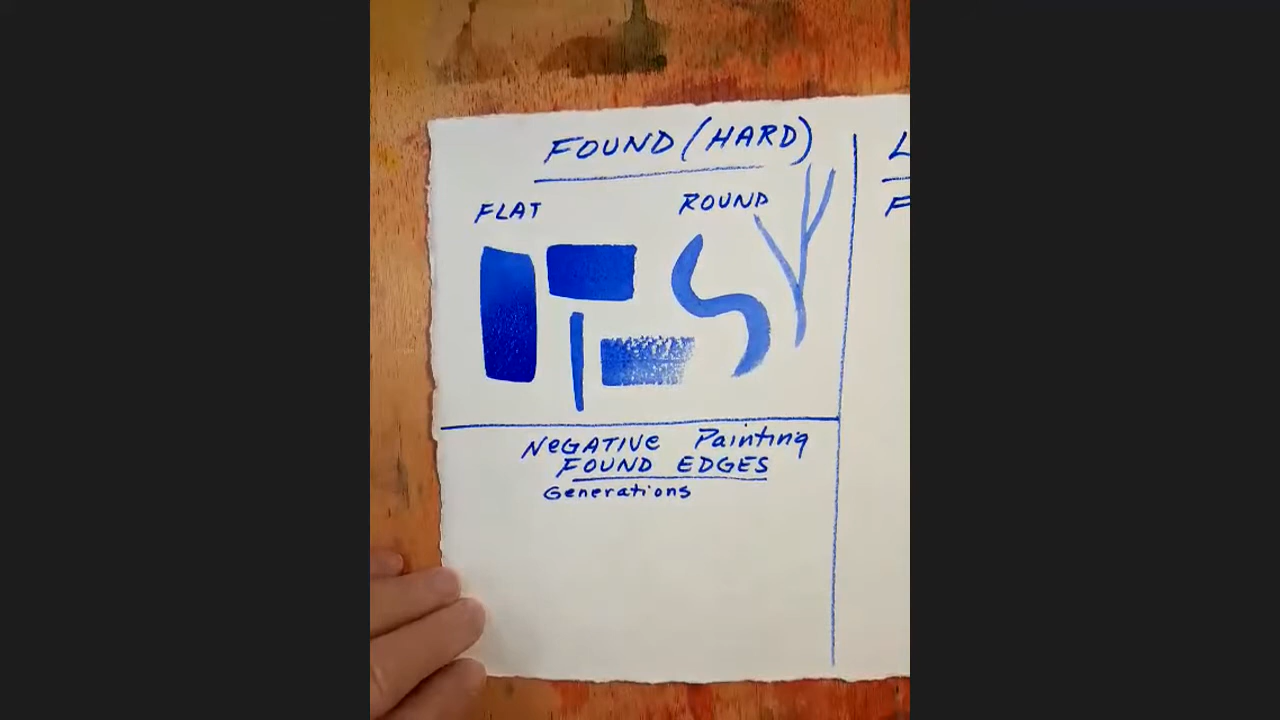 FOUND (HARD)
FLAT
ROUND
NEGATIVE Painting
FOUND EDGES
Generations
L
F